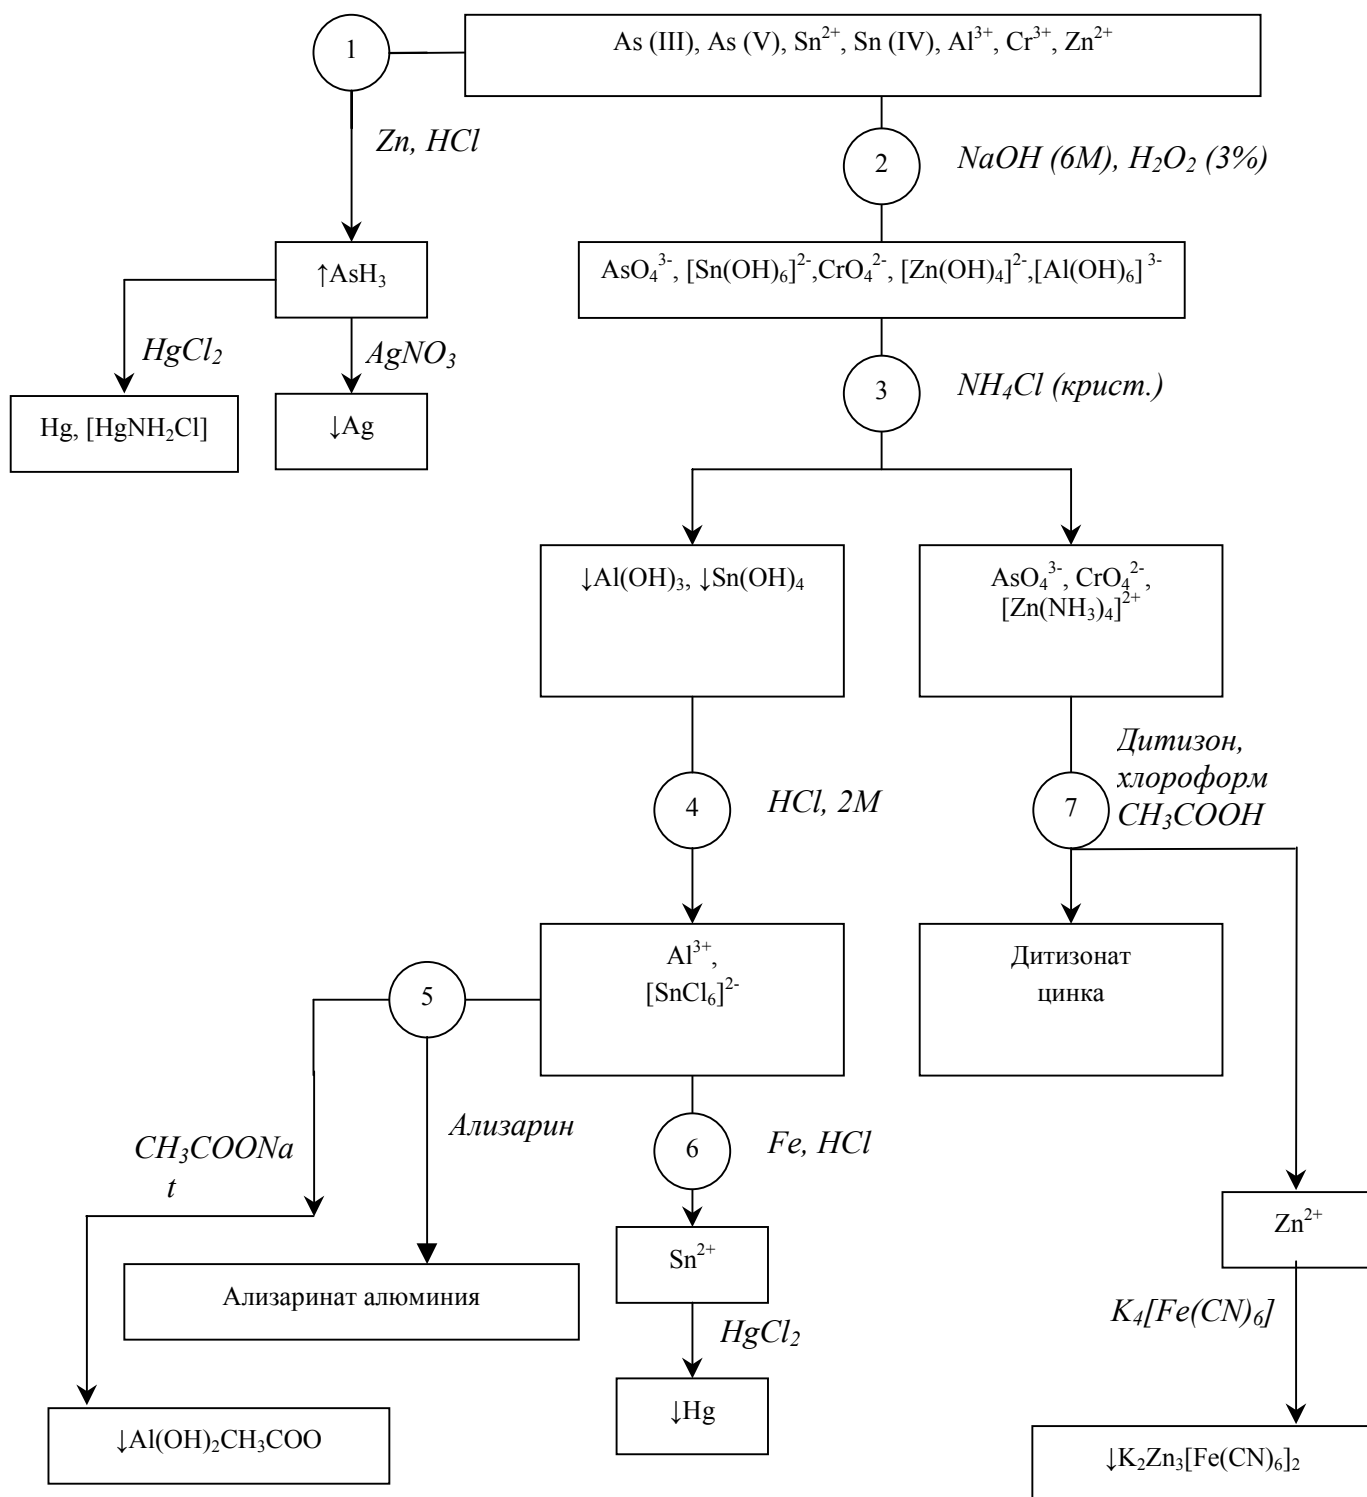 1
As (III), As (V), Sn²⁺, Sn (IV), Al³⁺, Cr³⁺, Zn²⁺
Zn, HCl
2
NaOH (6M), H₂O₂ (3%)
↑AsH₃
AsO₄³⁻, [Sn(OH)₆]²⁻,CrO₄²⁻, [Zn(OH)₄]²⁻,[Al(OH)₆]³⁻
HgCl₂
AgNO₃
3
NH₄Cl (крист.)
Hg, [HgNH₂Cl]
↓Ag
↓Al(OH)₃, ↓Sn(OH)₄
AsO₄³⁻, CrO₄²⁻,
[Zn(NH₃)₄]²⁺
4
HCl, 2M
7
Дитизон,
хлороформ
CH₃COOH
5
Al³⁺,
[SnCl₆]²⁻
Дитизонат
цинка
CH₃COONa
t
Ализарин
6
Fe, HCl
Sn²⁺
Zn²⁺
Ализаринат алюминия
HgCl₂
K₄[Fe(CN)₆]
↓Al(OH)₂CH₃COO
↓Hg
↓K₂Zn₃[Fe(CN)₆]₂